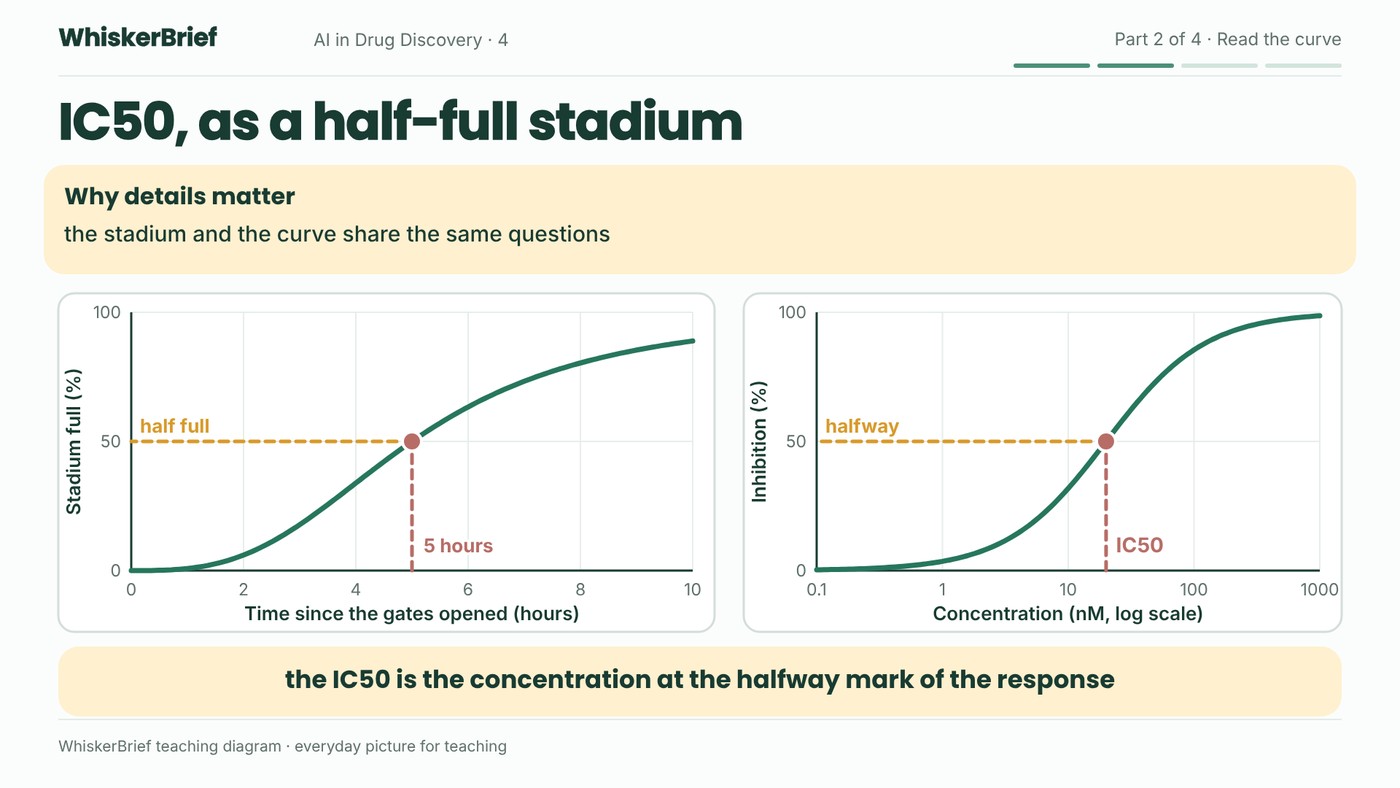 WhiskerBrief
AI in Drug Discovery · 4
Part 2 of 4 · Read the curve
IC50, as a half-full stadium
Why details matter
the stadium and the curve share the same questions
Stadium full (%)
100
50
0
half full
5 hours
0 2 4 6 8 10
Time since the gates opened (hours)
Inhibition (%)
100
50
0
halfway
IC50
0.1 1 10 100 1000
Concentration (nM, log scale)
the IC50 is the concentration at the halfway mark of the response
WhiskerBrief teaching diagram · everyday picture for teaching